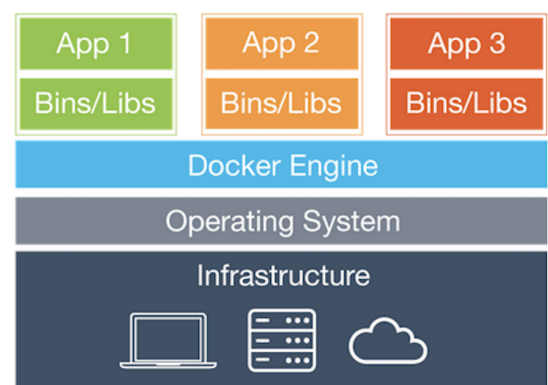 App 1
App 2
App 3
Bins/Libs
Bins/Libs
Bins/Libs
Docker Engine
Operating System
Infrastructure